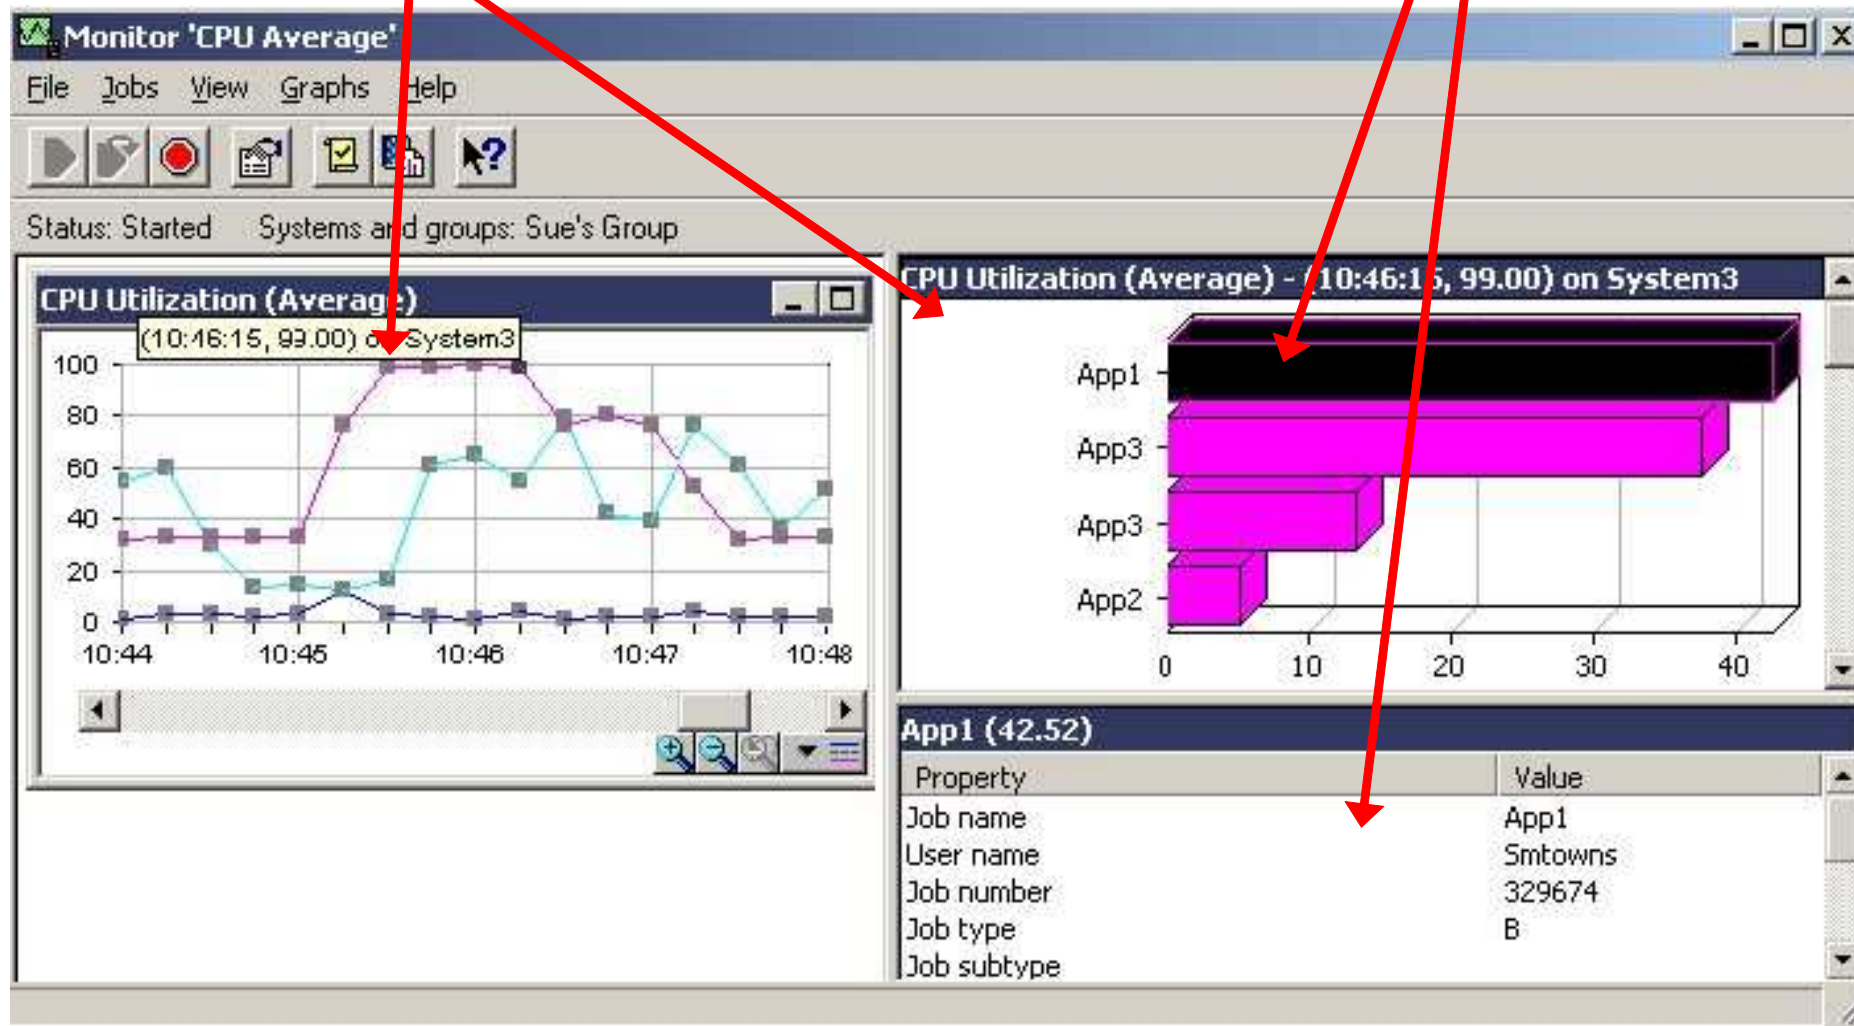 Monitor 'CPU Average'
File Jobs View Graphs Help
Status: Started Systems and groups: Sue's Group
CPU Utilization (Average)
(10:46:15, 99.00) on System3
100
80
60
40
20
0
10:44 10:45 10:46 10:47 10:48
CPU Utilization (Average) - (10:46:15, 99.00) on System3
App1
App3
App3
App2
0 10 20 30 40
App1 (42.52)
Property Value
Job name App1
User name Smtowns
Job number 329674
Job type B
Job subtype